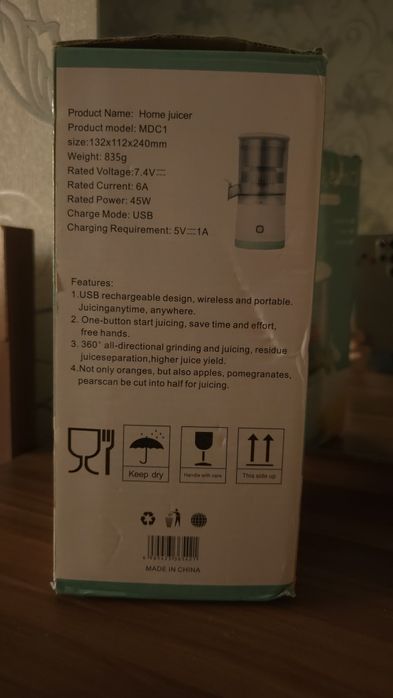 Product Name: Home juicer
Product model: MDC1
size:132x112x240mm
Weight: 835g
Rated Voltage:7.4V⎓
Rated Current: 6A
Rated Power: 45W
Charge Mode: USB
Charging Requirement: 5V⎓1A
Features:
1.USB rechargeable design, wireless and portable.
Juicinganytime, anywhere.
2. One-button start juicing, save time and effort,
free hands.
3. 360° all-directional grinding and juicing, residue
juiceseparation,higher juice yield.
4.Not only oranges, but also apples, pomegranates,
pearscan be cut into half for juicing.
Keep dry
Handle with care
This side up
MADE IN CHINA